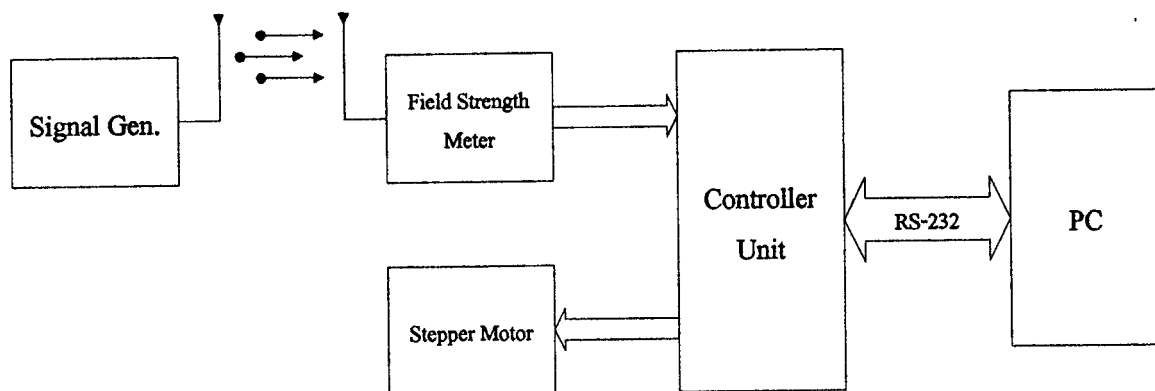 Signal Gen.
Field Strength
Meter
Controller
Unit
RS-232
PC
Stepper Motor